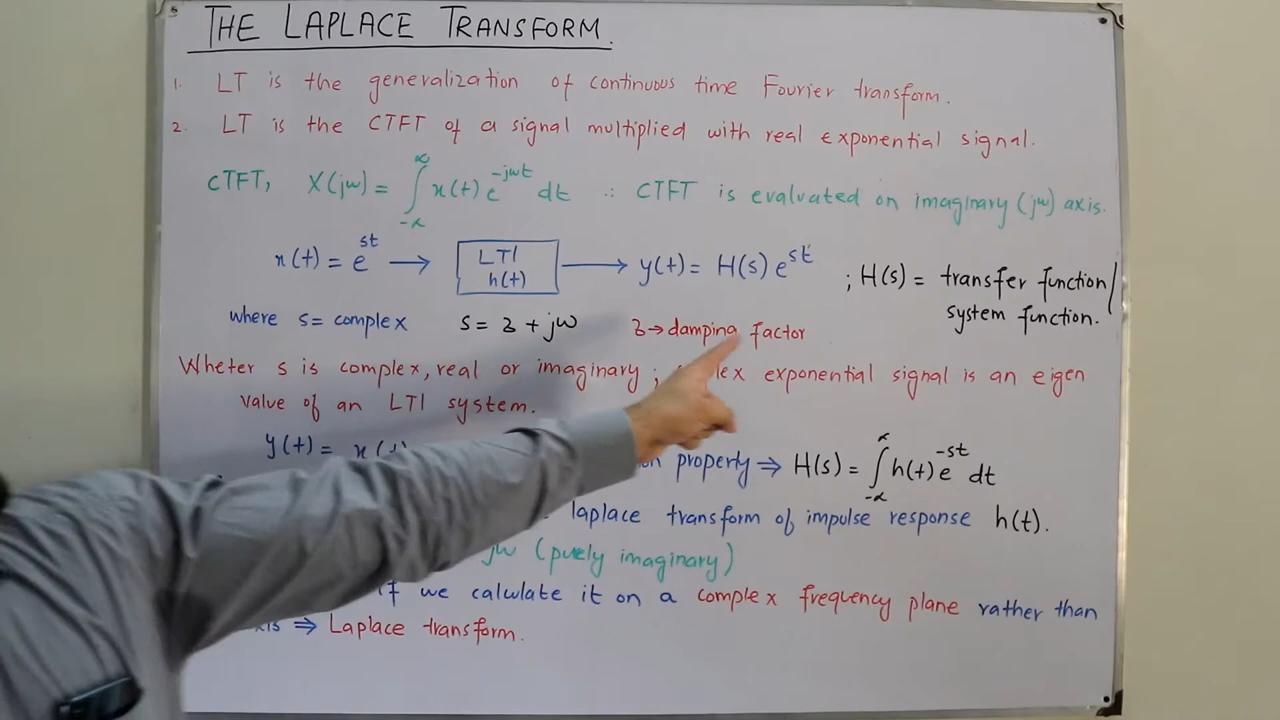 THE LAPLACE TRANSFORM.
1. LT is the generalization of continuous time Fourier transform.
2. LT is the CTFT of a signal multiplied with real exponential signal.
CTFT, X(jω) = ∫_{-∞}^{∞} x(t) e^{-jωt} dt ∴ CTFT is evaluated on imaginary (jω) axis.
x(t) = e^{st} → LTI h(t) → y(t) = H(s) e^{st} ; H(s) = transfer function/
system function.
where s = complex s = 3 + jω 3 → damping factor
Wheter s is complex, real or imaginary ; exponential signal is an eigen
value of an LTI system.
y(t) = property ⇒ H(s) = ∫_{-∞}^{∞} h(t) e^{-st} dt
laplace transform of impulse response h(t).
jω (purely imaginary)
if we calculate it on a complex frequency plane rather than
⇒ Laplace transform.